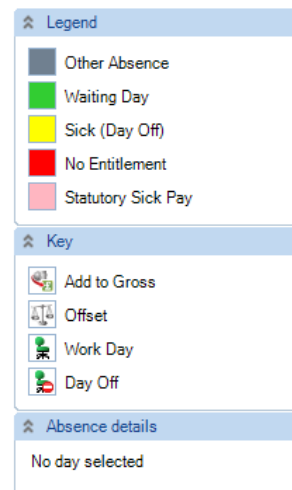 Legend
Other Absence
Waiting Day
Sick (Day Off)
No Entitlement
Statutory Sick Pay
Key
Add to Gross
Offset
Work Day
Day Off
Absence details
No day selected